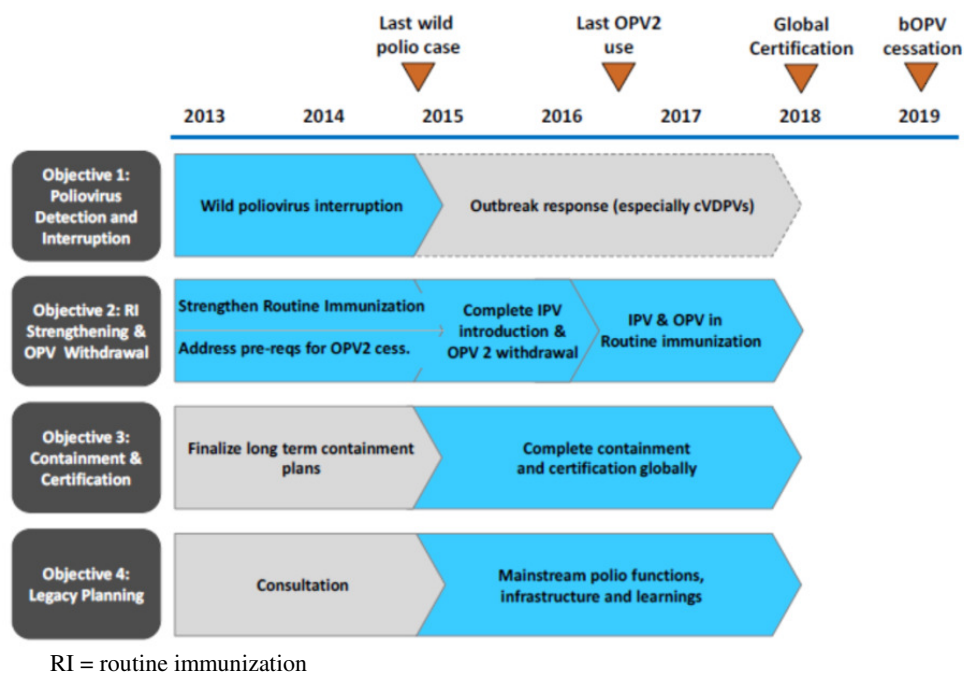 Last wild
polio case
Last OPV2
use
Global
Certification
bOPV
cessation
2013 2014 2015 2016 2017 2018 2019
Objective 1:
Poliovirus
Detection and
Interruption
Wild poliovirus interruption
Outbreak response (especially cVDPVs)
Objective 2: RI
Strengthening &
OPV Withdrawal
Strengthen Routine Immunization
Address pre-reqs for OPV2 cess.
Complete IPV
introduction &
OPV 2 withdrawal
IPV & OPV in
Routine immunization
Objective 3:
Containment &
Certification
Finalize long term containment
plans
Complete containment
and certification globally
Objective 4:
Legacy Planning
Consultation
Mainstream polio functions,
infrastructure and learnings
RI = routine immunization